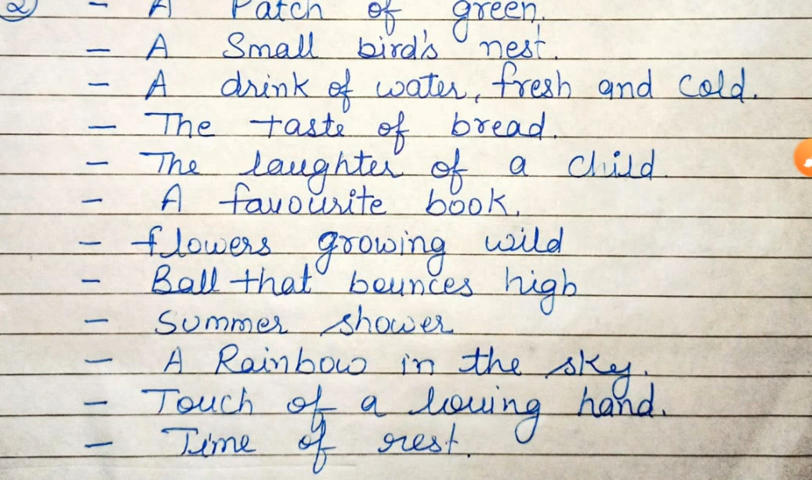 ② - A Patch of green.
- A Small bird's nest.
- A drink of water, fresh and cold.
- The taste of bread.
- The laughter of a child
- A favourite book.
- flowers growing wild
- Ball that bounces high
- Summer shower
- A Rainbow in the sky.
- Touch of a loving hand.
- Time of rest.